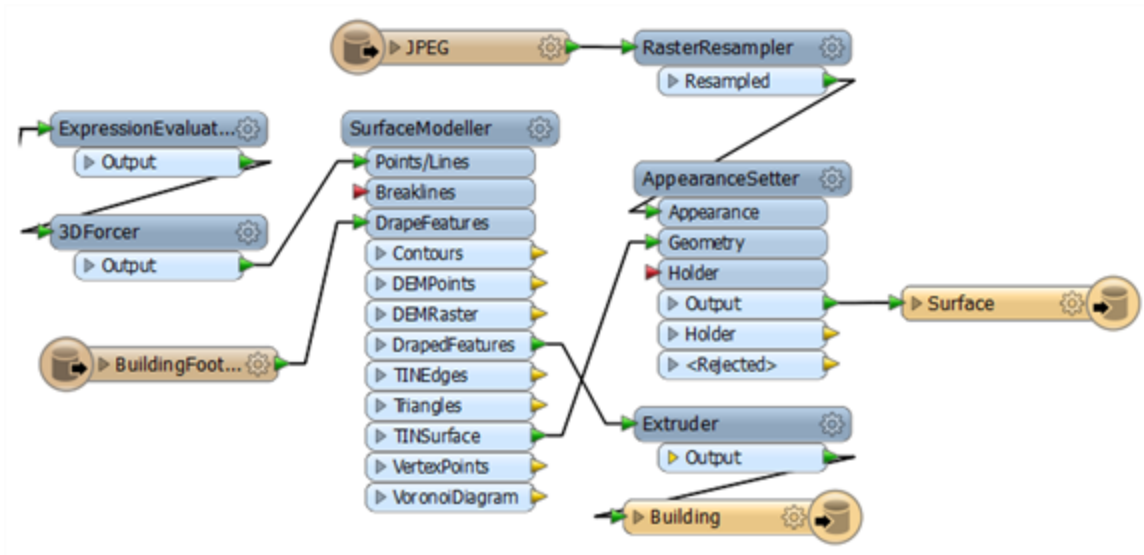 JPEG
RasterResampler
Resampled
ExpressionEvaluat...
Output
3DForcer
Output
BuildingFoot...
SurfaceModeller
Points/Lines
Breaklines
DrapeFeatures
Contours
DEMPoints
DEMRaster
DrapedFeatures
TINEdges
Triangles
TINSurface
VertexPoints
VoronoiDiagram
AppearanceSetter
Appearance
Geometry
Holder
Output
Holder
<Rejected>
Surface
Extruder
Output
Building